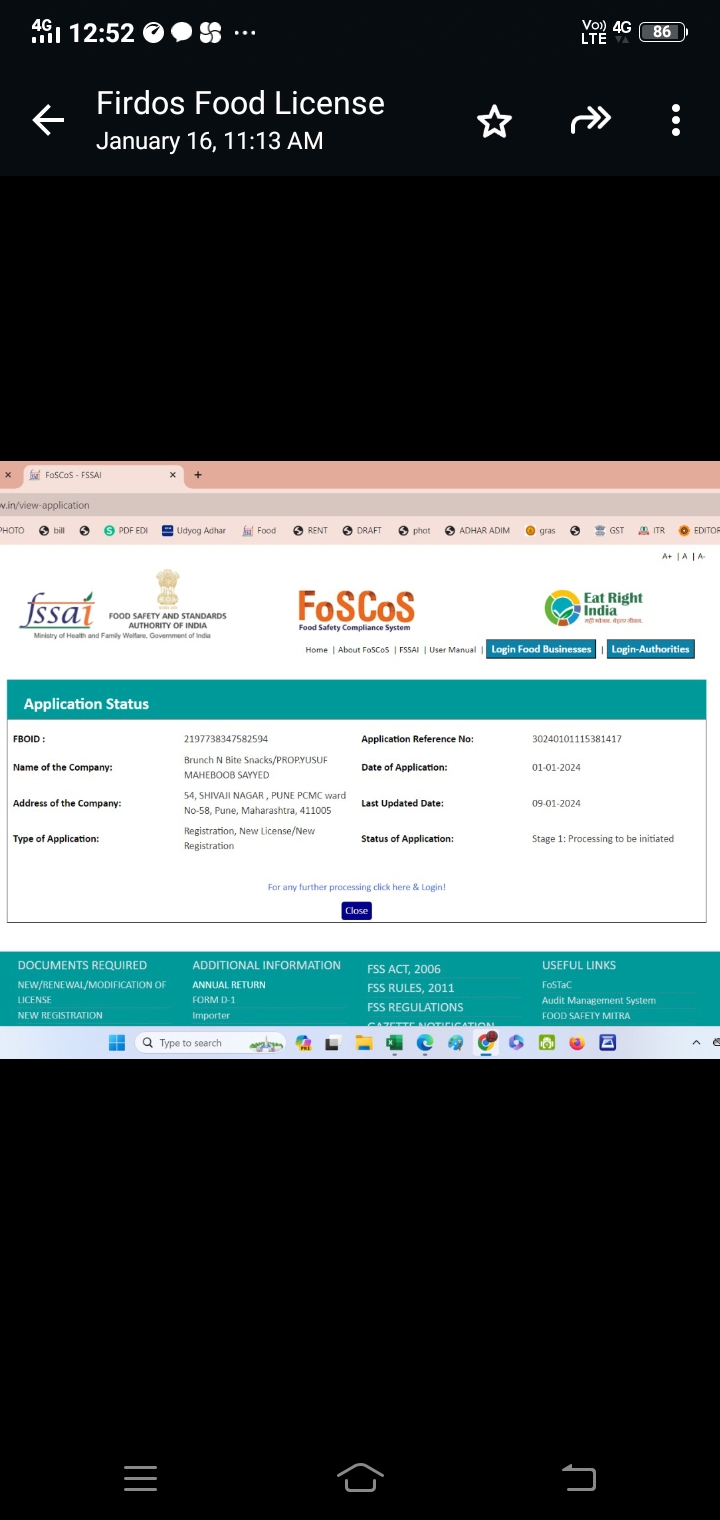 4G 12:52 ... Vo)) LTE 4G 86
Firdos Food License
January 16, 11:13 AM
FoSCoS - FSSAI
v.in/view-application
PHOTO bill PDF EDI Udyog Adhar Food RENT DRAFT phot ADHAR ADIM gras GST ITR EDITOR
A+ | A | A-
fssai
FOOD SAFETY AND STANDARDS
AUTHORITY OF INDIA
Ministry of Health and Family Welfare, Government of India
FoSCoS
Food Safety Compliance System
Eat Right
India
सही भोजन. बेहतर जीवन.
Home | About FoSCoS | FSSAI | User Manual | Login Food Businesses | Login-Authorities
Application Status
FBOID : 2197738347582594 Application Reference No: 30240101115381417
Name of the Company: Brunch N Bite Snacks/PROP.YUSUF MAHEBOOB SAYYED Date of Application: 01-01-2024
Address of the Company: 54, SHIVAJI NAGAR , PUNE PCMC ward No-58, Pune, Maharashtra, 411005 Last Updated Date: 09-01-2024
Type of Application: Registration, New License/New Registration Status of Application: Stage 1: Processing to be initiated
For any further processing click here & Login!
Close
DOCUMENTS REQUIRED
NEW/RENEWAL/MODIFICATION OF
LICENSE
NEW REGISTRATION
ADDITIONAL INFORMATION
ANNUAL RETURN
FORM D-1
Importer
FSS ACT, 2006
FSS RULES, 2011
FSS REGULATIONS
GAZETTE NOTIFICATION
USEFUL LINKS
FoSTaC
Audit Management System
FOOD SAFETY MITRA
Type to search